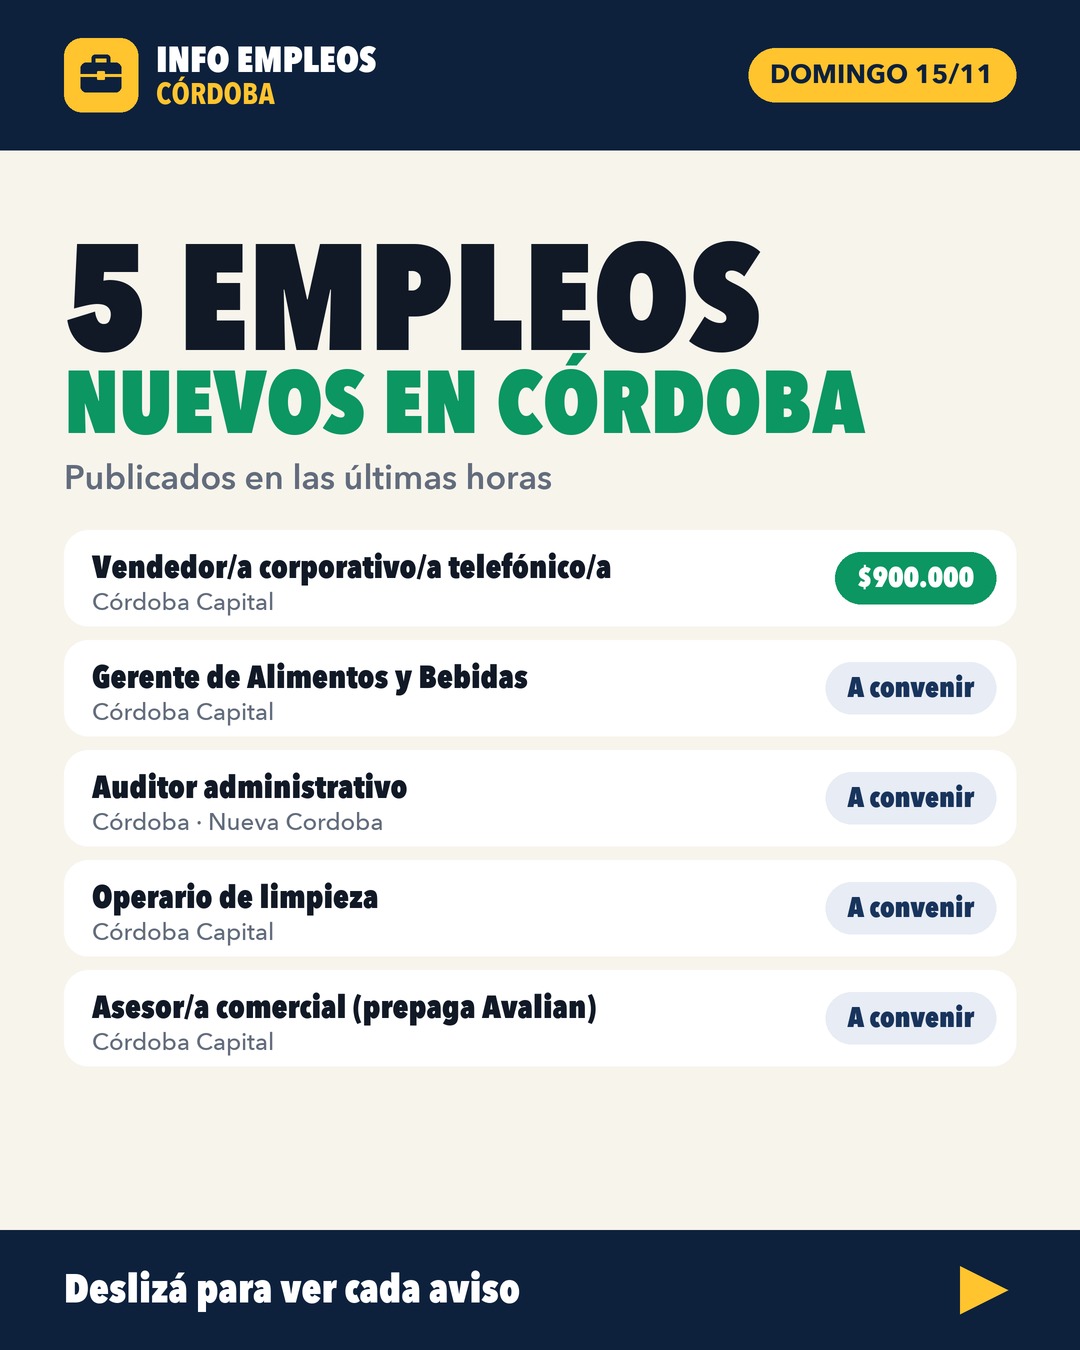 INFO EMPLEOS
CÓRDOBA
DOMINGO 15/11
5 EMPLEOS
NUEVOS EN CÓRDOBA
Publicados en las últimas horas
Vendedor/a corporativo/a telefónico/a
Córdoba Capital
$900.000
Gerente de Alimentos y Bebidas
Córdoba Capital
A convenir
Auditor administrativo
Córdoba · Nueva Cordoba
A convenir
Operario de limpieza
Córdoba Capital
A convenir
Asesor/a comercial (prepaga Avalian)
Córdoba Capital
A convenir
Deslizá para ver cada aviso